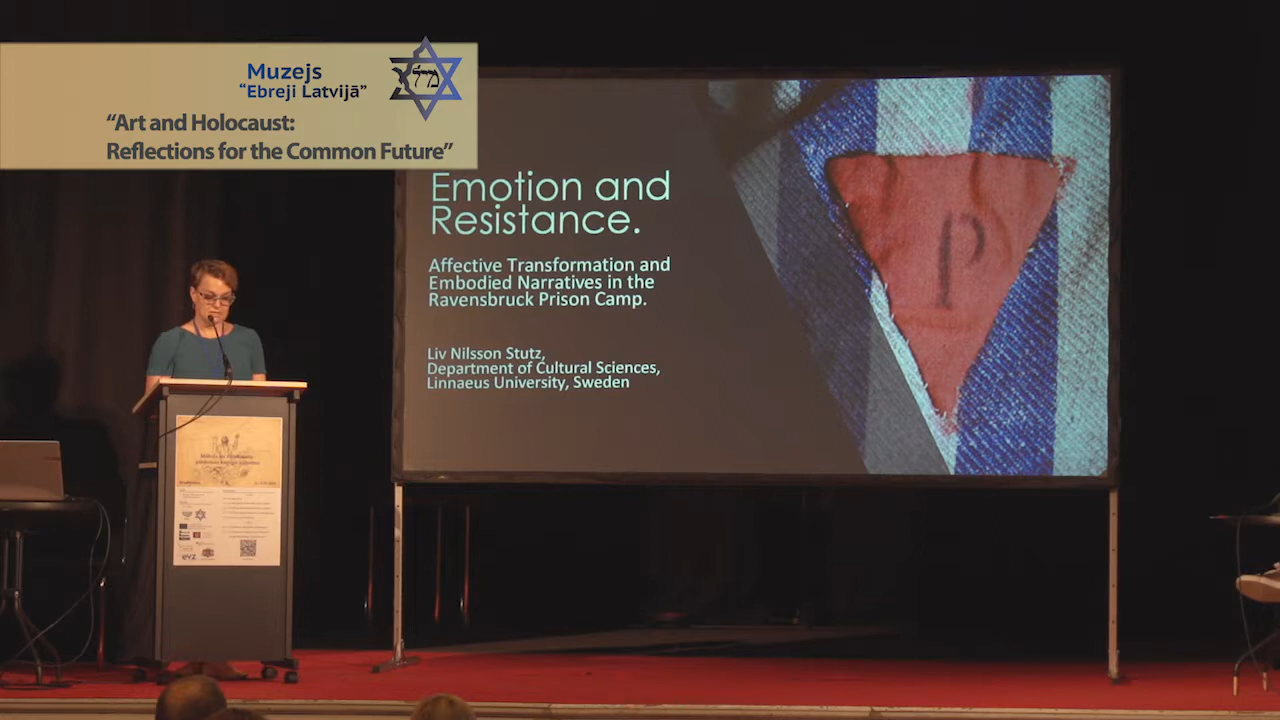 Muzejs
“Ebreji Latvijā”
“Art and Holocaust:
Reflections for the Common Future”
Emotion and
Resistance.
Affective Transformation and
Embodied Narratives in the
Ravensbruck Prison Camp.
Liv Nilsson Stutz,
Department of Cultural Sciences,
Linnaeus University, Sweden
P
evz